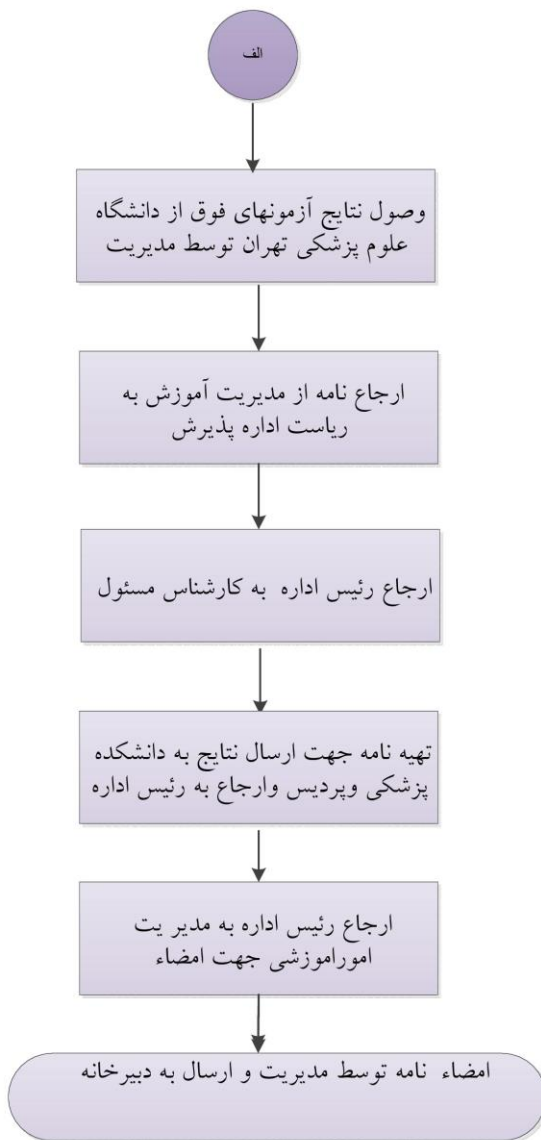 الف
وصول نتایج آزمونهای فوق از دانشگاه
علوم پزشکی تهران توسط مدیریت
ارجاع نامه از مدیریت آموزش به
ریاست اداره پذیرش
ارجاع رئیس اداره به کارشناس مسئول
تهیه نامه جهت ارسال نتایج به دانشکده
پزشکی وپردیس وارجاع به رئیس اداره
ارجاع رئیس اداره به مدیر یت
اموراموزشی جهت امضاء
امضاء نامه توسط مدیریت و ارسال به دبیرخانه